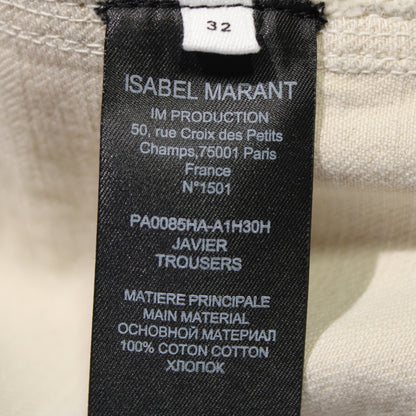 32
ISABEL MARANT
IM PRODUCTION
50, rue Croix des Petits
Champs,75001 Paris
France
N°1501
PA0085HA-A1H30H
JAVIER
TROUSERS
MATIERE PRINCIPALE
MAIN MATERIAL
ОСНОВНОЙ МАТЕРИАЛ
100% COTON COTTON
ХЛОПОК